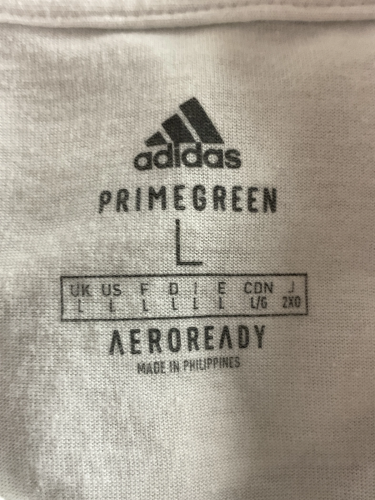 adidas
PRIMEGREEN
L
UK US F D I E CDN J
L L L L L L L/G 2XO
AEROREADY
MADE IN PHILIPPINES